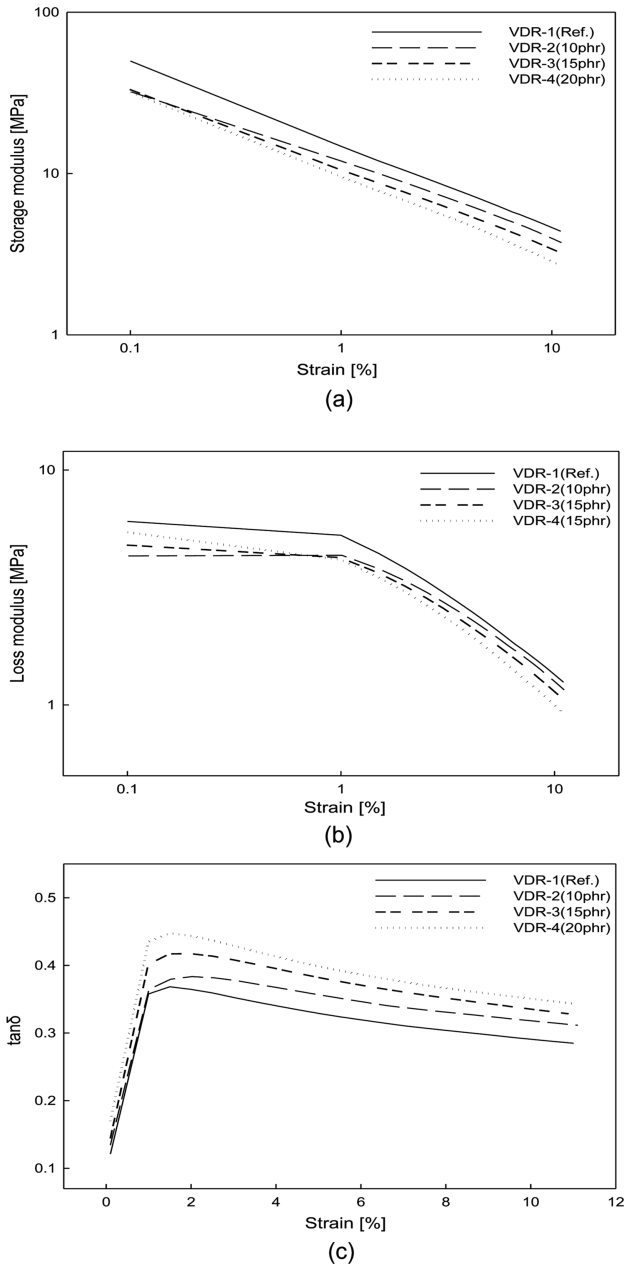 100
10
1
Storage modulus [MPa]
VDR-1(Ref.)
VDR-2(10phr)
VDR-3(15phr)
VDR-4(20phr)
0.1 1 10
Strain [%]
(a)
10
1
Loss modulus [MPa]
VDR-1(Ref.)
VDR-2(10phr)
VDR-3(15phr)
VDR-4(15phr)
0.1 1 10
Strain [%]
(b)
0.5
0.4
0.3
0.2
0.1
tanδ
VDR-1(Ref.)
VDR-2(10phr)
VDR-3(15phr)
VDR-4(20phr)
0 2 4 6 8 10 12
Strain [%]
(c)